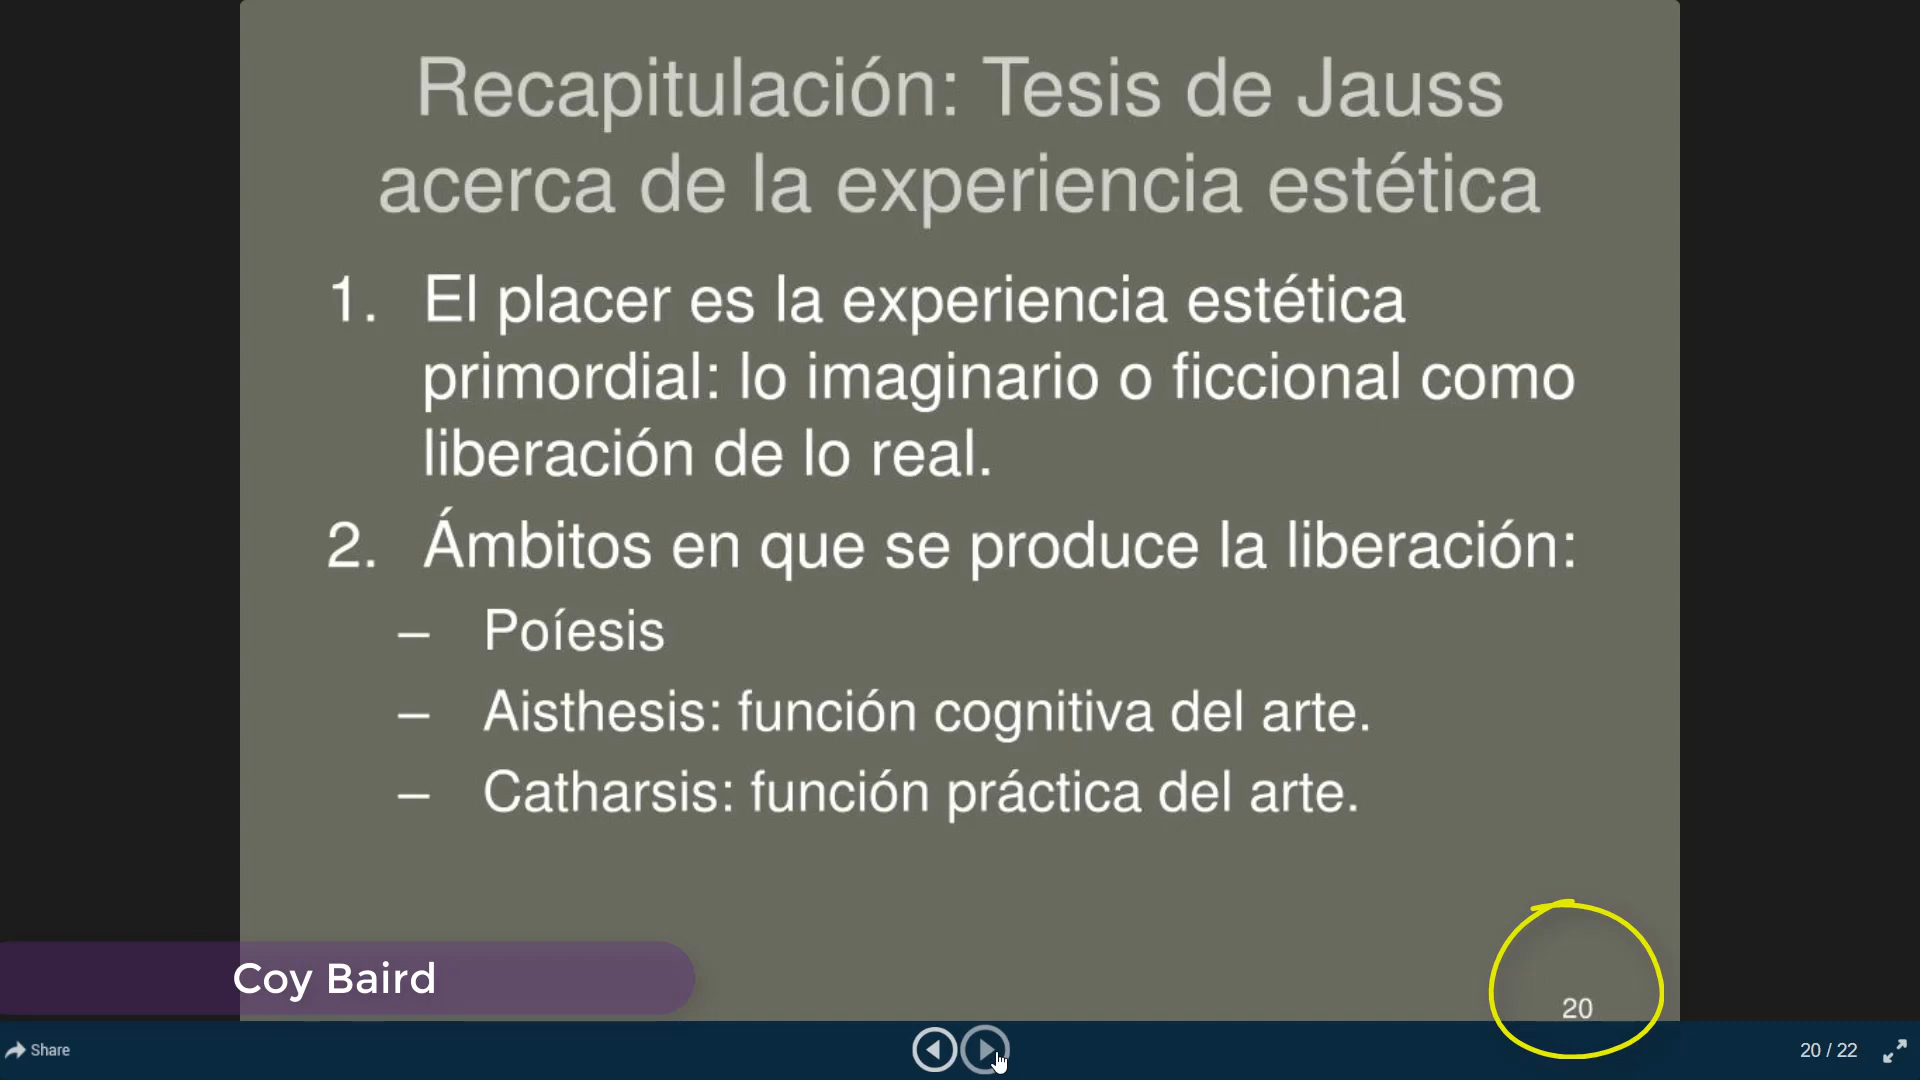 Recapitulación: Tesis de Jauss
acerca de la experiencia estética
1. El placer es la experiencia estética
primordial: lo imaginario o ficcional como
liberación de lo real.
2. Ámbitos en que se produce la liberación:
– Poíesis
– Aisthesis: función cognitiva del arte.
– Catharsis: función práctica del arte.
Coy Baird
20
Share
20 / 22